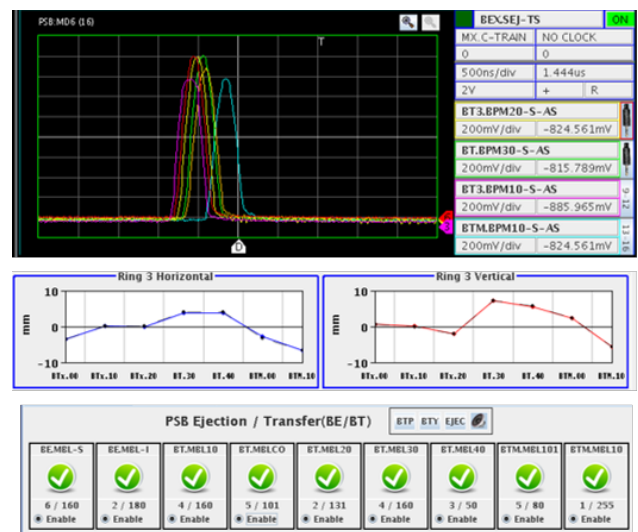 PSB:MD6 (16)
T
D
BEX.SEJ-TS ON
MX.C-TRAIN NO CLOCK
0 0
500ns/div 1.444us
2V + R
BT3.BPM20-S-AS
200mV/div -824.561mV
BT.BPM30-S-AS
200mV/div -815.789mV
BT3.BPM10-S-AS
200mV/div -885.965mV
9-12
BTM.BPM10-S-AS
200mV/div -824.561mV
13-16
Ring 3 Horizontal
10
mm
0
-10
BTx.00 BTx.10 BTx.20 BT.30 BT.40 BTM.00 BTM.10
Ring 3 Vertical
10
mm
0
-10
BTx.00 BTx.10 BTx.20 BT.30 BT.40 BTM.00 BTM.10
PSB Ejection / Transfer(BE/BT) BTP BTY EJEC
BE.MBL-S BE.MBL-I BT.MBL10 BT.MBLCO BT.MBL20 BT.MBL30 BT.MBL40 BTM.MBL101 BTM.MBL10
6 / 160 2 / 180 4 / 160 5 / 101 2 / 131 4 / 160 3 / 50 5 / 80 1 / 255
Enable Enable Enable Enable Enable Enable Enable Enable Enable